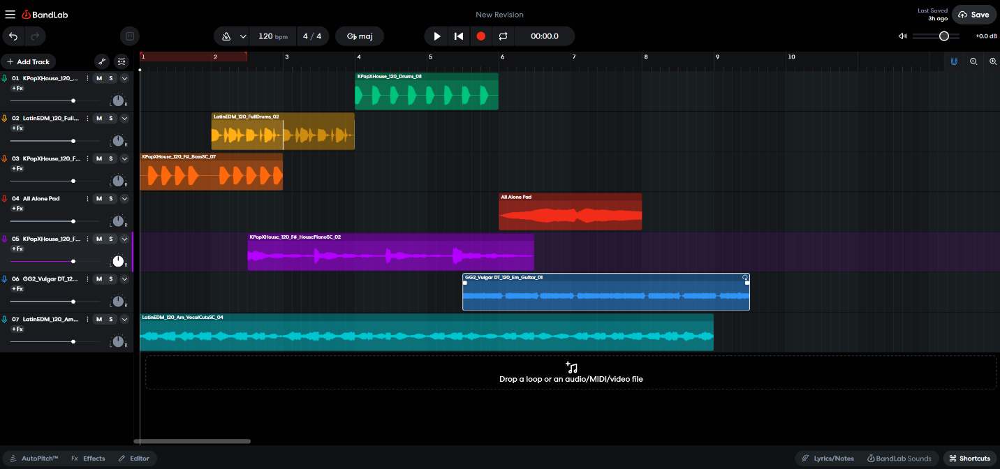 BandLab
New Revision
Last Saved
3h ago
Save
120 bpm
4 / 4
G♭ maj
00:00.0
+0.0 dB
+ Add Track
1 2 3 4 5 6 7 8 9 10
01 KPopXHouse_120_...
M S
+Fx
L R
KPopXHouse_120_Drums_08
02 LatinEDM_120_Full...
M S
+Fx
L R
LatinEDM_120_FullDrums_02
03 KPopXHouse_120_F...
M S
+Fx
L R
KPopXHouse_120_F#_BassSC_07
04 All Alone Pad
M S
+Fx
L R
All Alone Pad
05 KPopXHouse_120_F...
M S
+Fx
L R
KPopXHouse_120_F#_HousePianoSC_02
06 GG2_Vulgar DT_12...
M S
+Fx
L R
GG2_Vulgar DT_120_Em_Guitar_01
07 LatinEDM_120_Am...
M S
+Fx
L R
LatinEDM_120_Am_VocalCutsSC_04
Drop a loop or an audio/MIDI/video file
AutoPitch™
Fx Effects
Editor
Lyrics/Notes
BandLab Sounds
Shortcuts